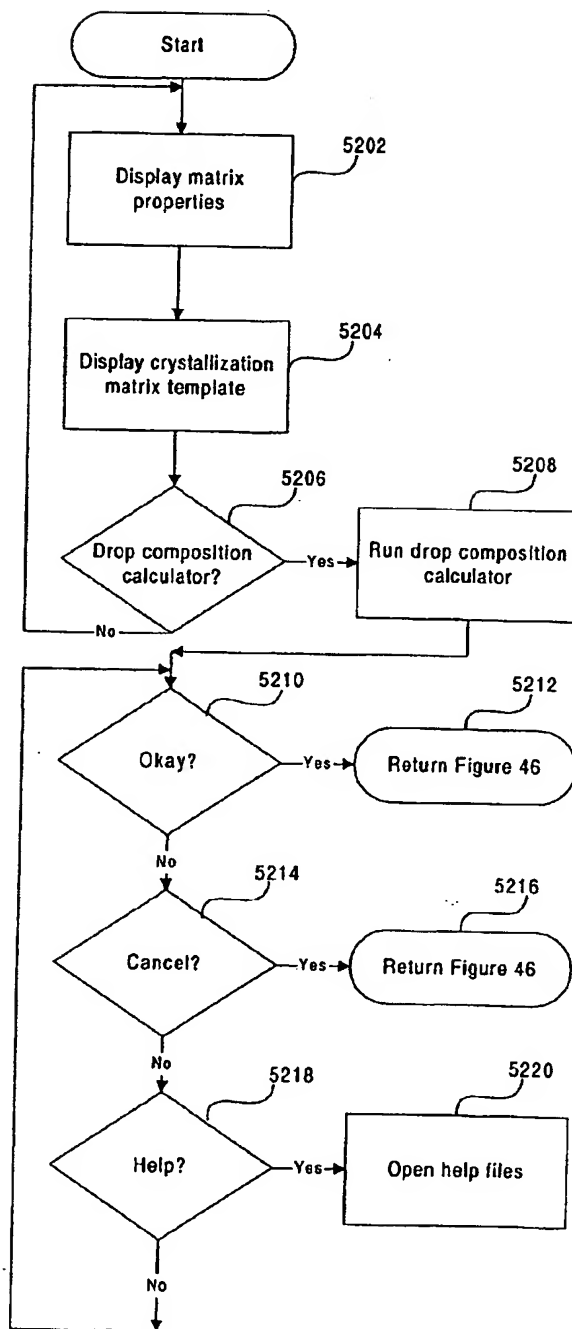 Start
5202
Display matrix
properties
5204
Display crystallization
matrix template
5206
Drop composition
calculator?
Yes
5208
Run drop composition
calculator
No
5210
Okay?
Yes
5212
Return Figure 46
No
5214
Cancel?
Yes
5216
Return Figure 46
No
5218
Help?
Yes
5220
Open help files
No